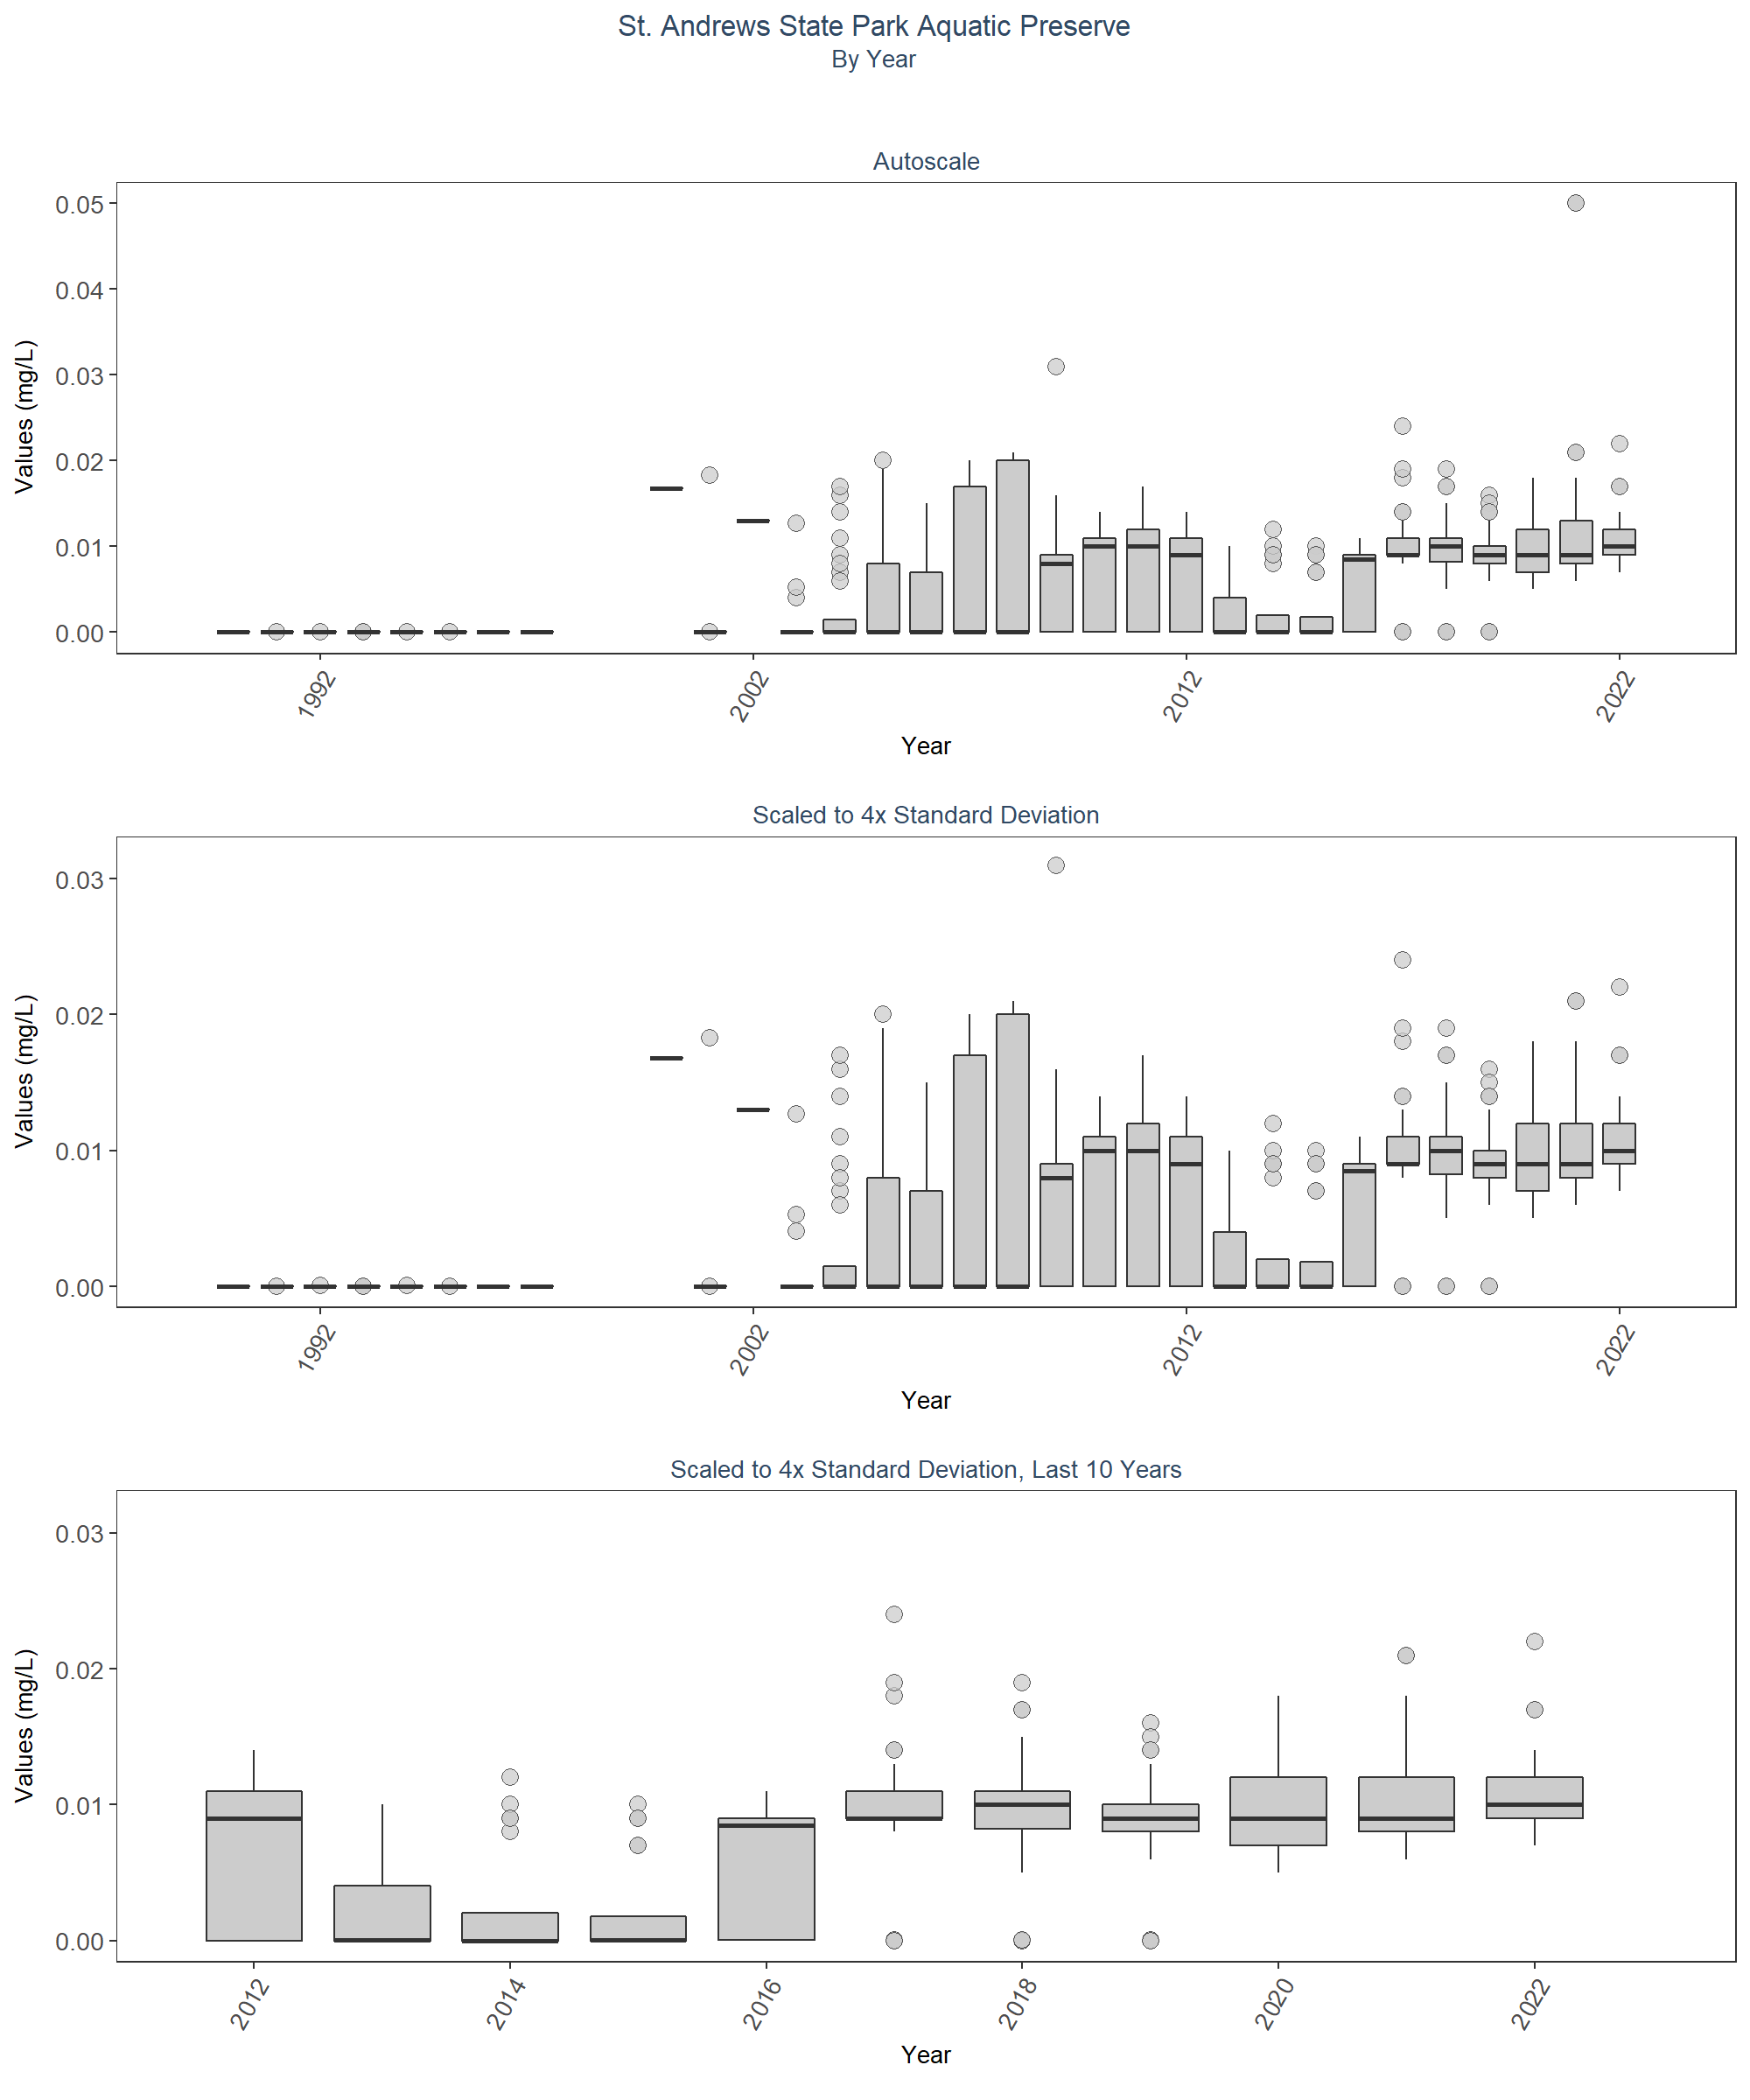 St. Andrews State Park Aquatic Preserve
By Year
Autoscale
Values (mg/L)
0.05
0.04
0.03
0.02
0.01
0.00
1992
2002
2012
2022
Year
Scaled to 4x Standard Deviation
Values (mg/L)
0.03
0.02
0.01
0.00
1992
2002
2012
2022
Year
Scaled to 4x Standard Deviation, Last 10 Years
Values (mg/L)
0.03
0.02
0.01
0.00
2012
2014
2016
2018
2020
2022
Year